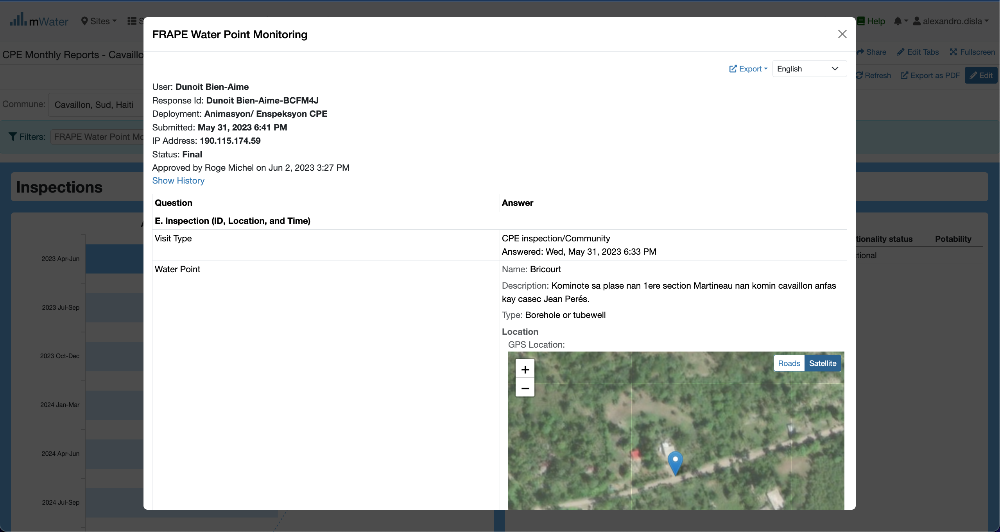 mWater
Sites
Help
alexandro.disla
CPE Monthly Reports - Cavaillo
Share
Edit Tabs
Fullscreen
Refresh
Export as PDF
Edit
Commune:
Cavaillon, Sud, Haiti
Filters:
FRAPE Water Point Mo
Inspections
2023 Apr-Jun
2023 Jul-Sep
2023 Oct-Dec
2024 Jan-Mar
2024 Apr-Jun
2024 Jul-Sep
tionality status
Potability
ctional
FRAPE Water Point Monitoring
Export
English
User: Dunoit Bien-Aime
Response Id: Dunoit Bien-Aime-BCFM4J
Deployment: Animasyon/ Enspeksyon CPE
Submitted: May 31, 2023 6:41 PM
IP Address: 190.115.174.59
Status: Final
Approved by Roge Michel on Jun 2, 2023 3:27 PM
Show History
Question
Answer
E. Inspection (ID, Location, and Time)
Visit Type
CPE inspection/Community
Answered: Wed, May 31, 2023 6:33 PM
Water Point
Name: Bricourt
Description: Kominote sa plase nan 1ere section Martineau nan komin cavaillon anfas
kay casec Jean Perés.
Type: Borehole or tubewell
Location
GPS Location:
+
−
Roads
Satellite